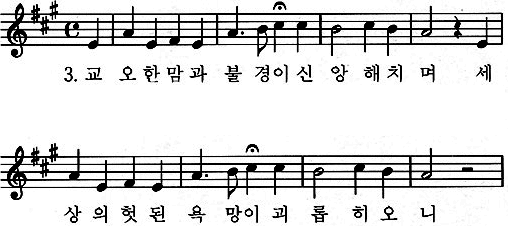 3. 교 오 한 맘 과 불 경 이 신 앙 해 치 며 세
상 의 헛 된 욕 망 이 괴 롭 히 오 니